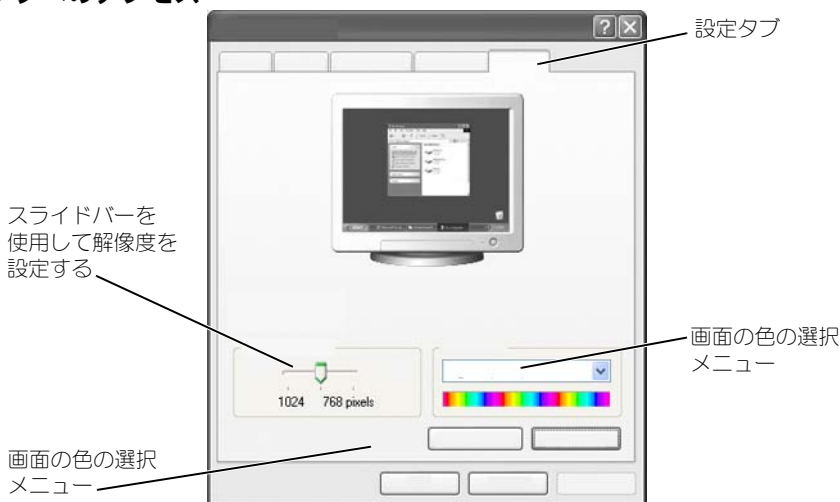 設定タブ
スライドバーを
使用して解像度を
設定する
画面の色の選択
メニュー
1024 768 pixels
画面の色の選択
メニュー